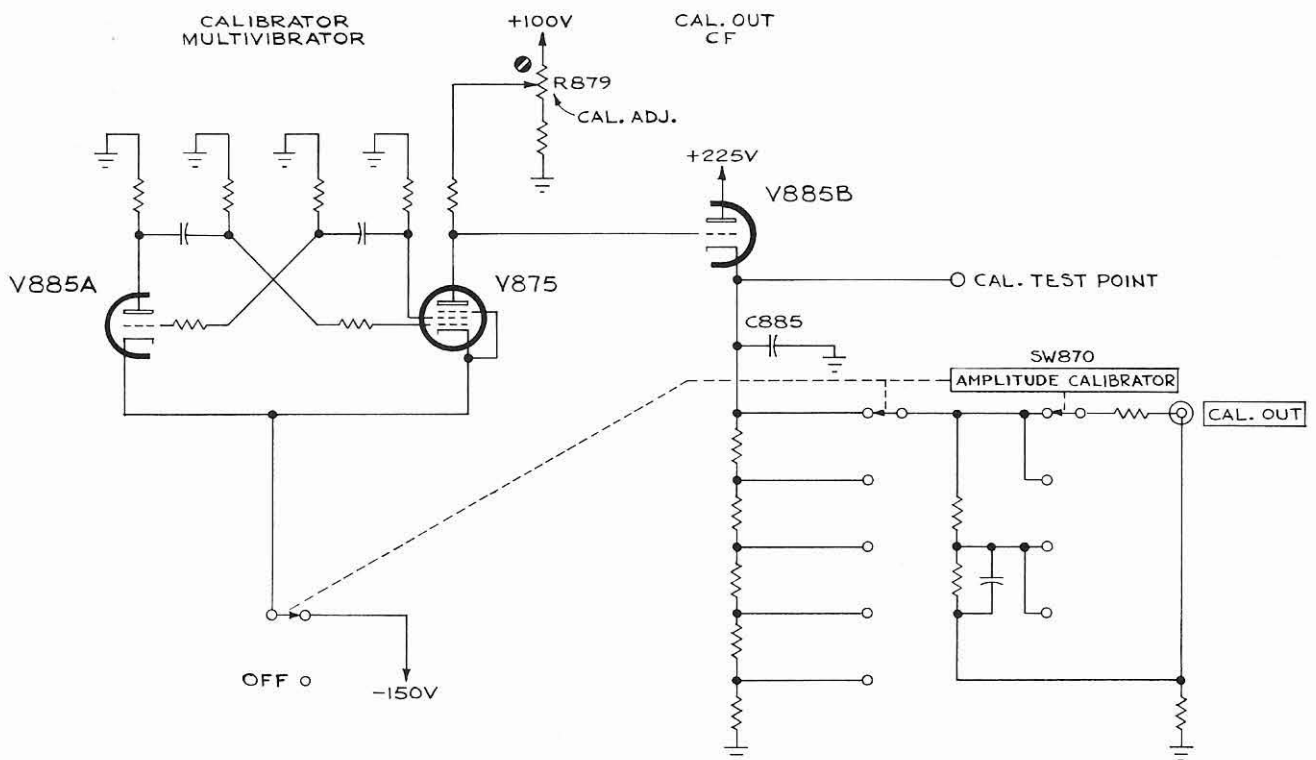 CALIBRATOR
MULTIVIBRATOR
+100V
CAL. OUT
CF
R879
CAL. ADJ.
+225V
V885B
V885A
V875
CAL. TEST POINT
C885
SW870
AMPLITUDE CALIBRATOR
CAL. OUT
OFF
-150V